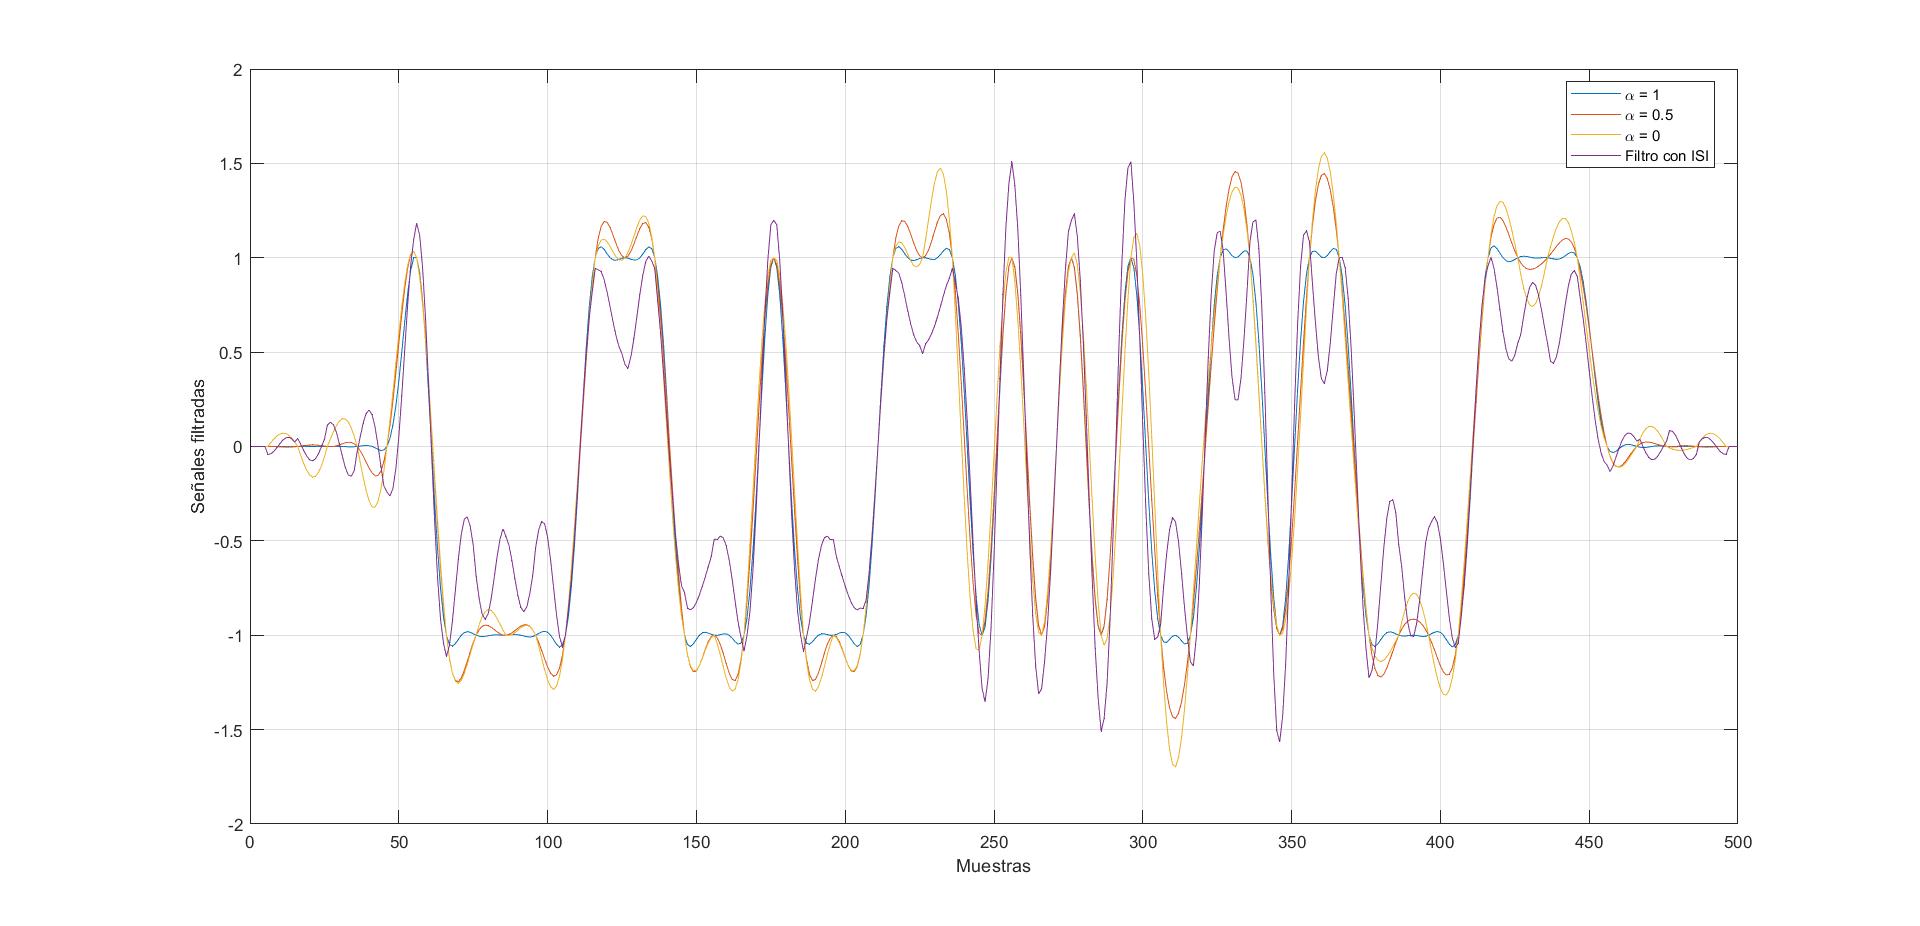 2
1.5
1
0.5
0
-0.5
-1
-1.5
-2
0 50 100 150 200 250 300 350 400 450 500
Muestras
Señales filtradas
α = 1
α = 0.5
α = 0
Filtro con ISI